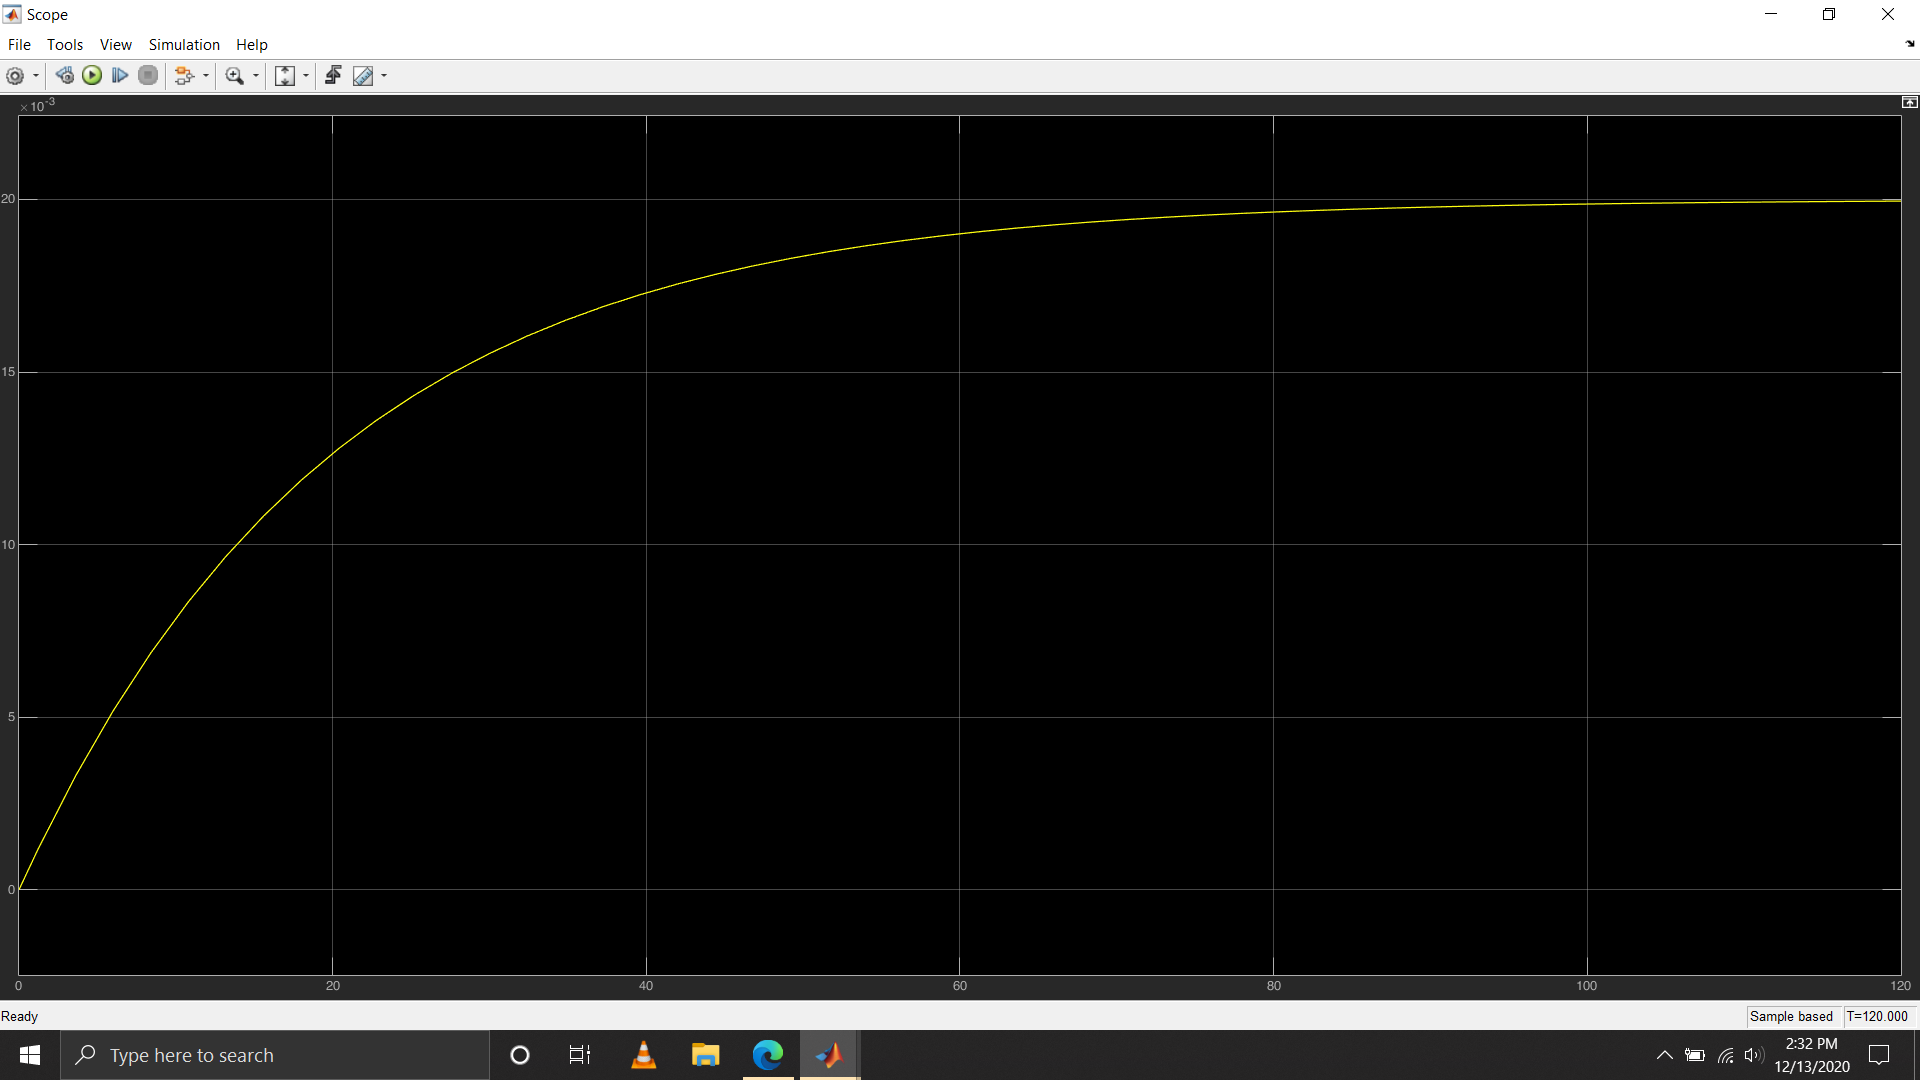 Scope
File Tools View Simulation Help
×10-3
20
15
10
5
0
0 20 40 60 80 100 120
Ready Sample based T=120.000
Type here to search 2:32 PM
12/13/2020